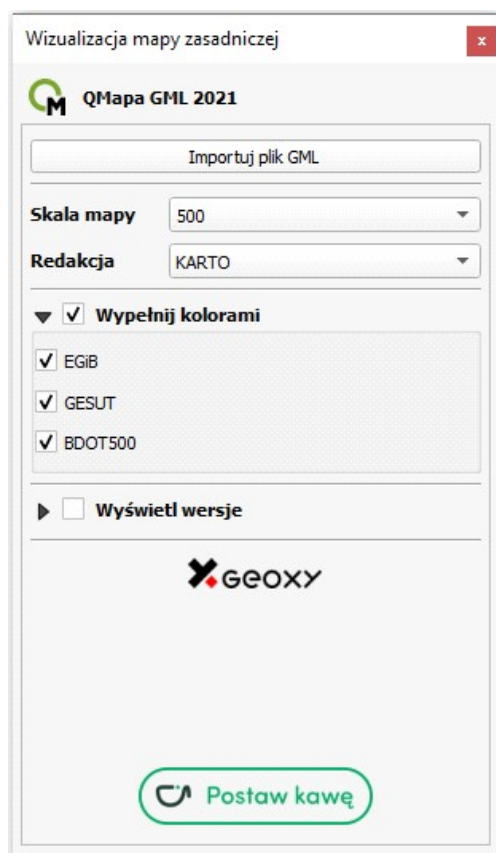 Wizualizacja mapy zasadniczej
x
M QMapa GML 2021
Importuj plik GML
Skala mapy 500
Redakcja KARTO
Wypełnij kolorami
EGiB
GESUT
BDOT500
Wyświetl wersje
GEOXY
Postaw kawę